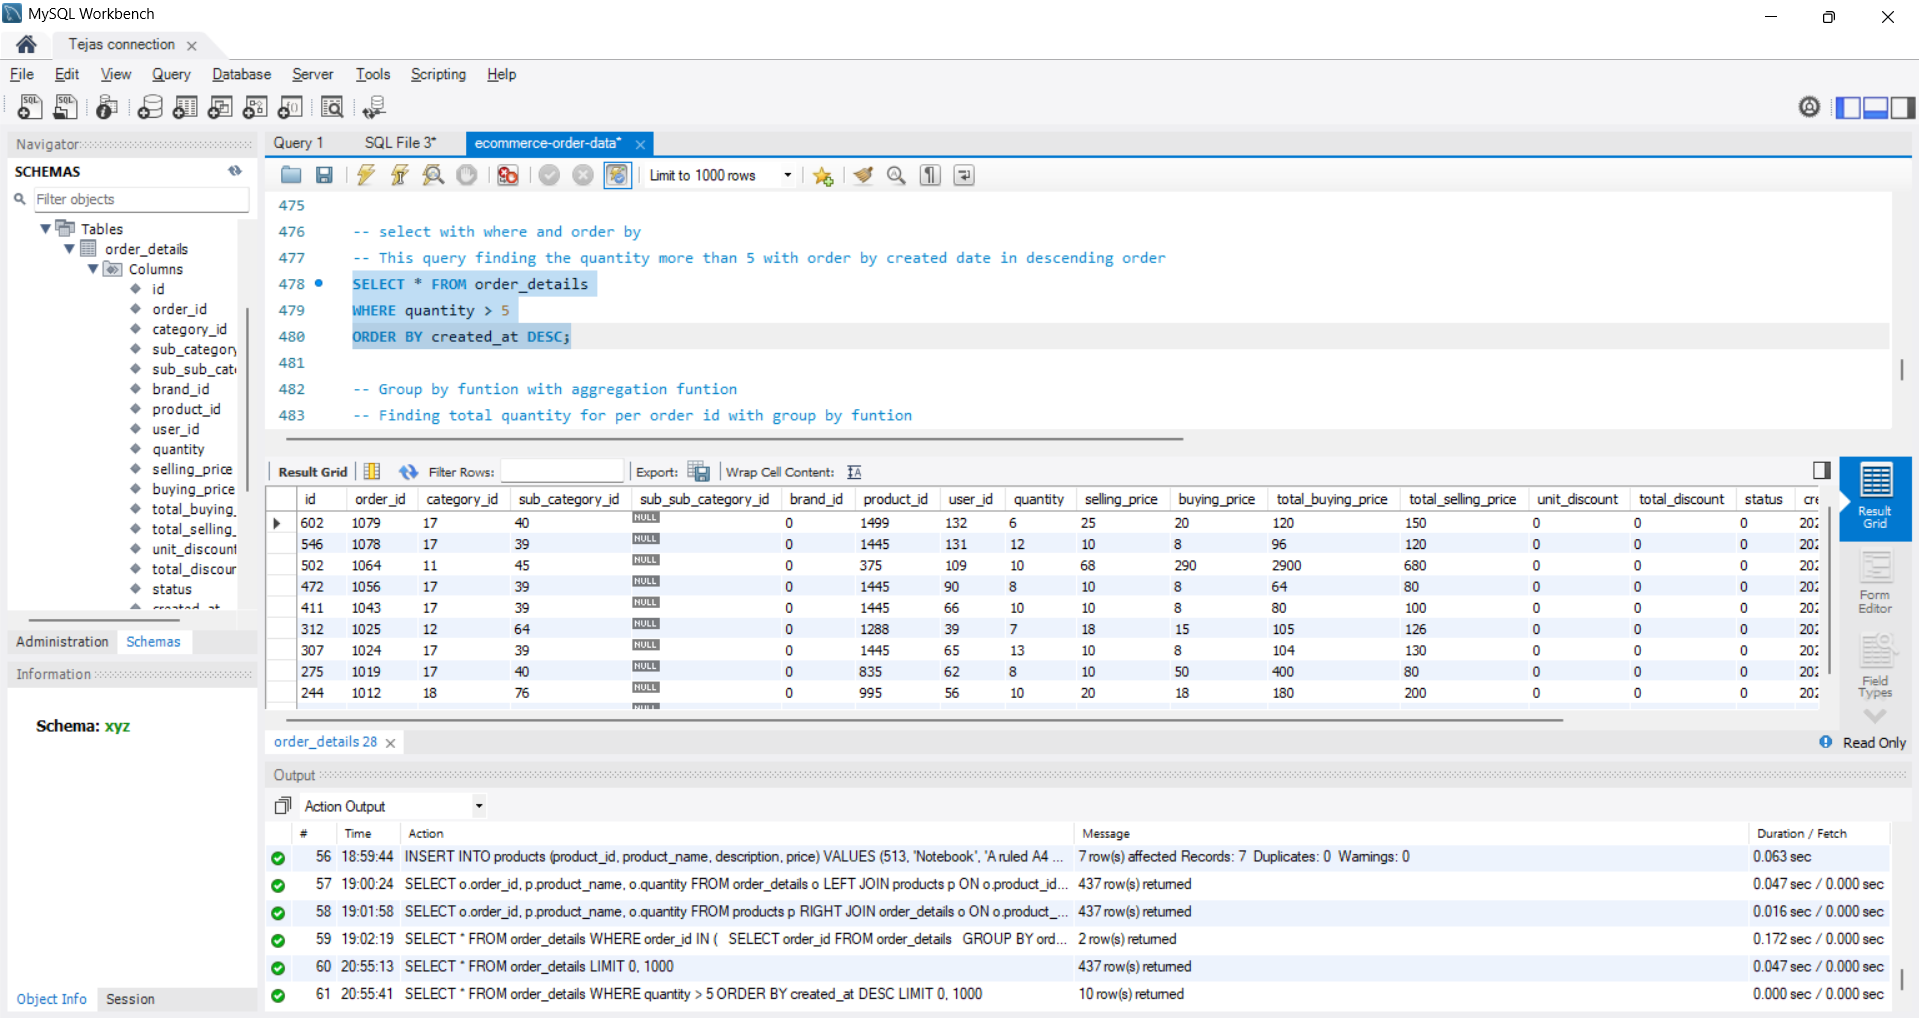 MySQL Workbench
Tejas connection
File Edit View Query Database Server Tools Scripting Help
Navigator
SCHEMAS
Filter objects
Tables
order_details
Columns
id
order_id
category_id
sub_category
sub_sub_cat
brand_id
product_id
user_id
quantity
selling_price
buying_price
total_buying_
total_selling_
unit_discount
total_discour
status
created_at
Administration Schemas
Information
Schema: xyz
Object Info Session
Query 1 SQL File 3* ecommerce-order-data*
Limit to 1000 rows
475
476 -- select with where and order by
477 -- This query finding the quantity more than 5 with order by created date in descending order
478 SELECT * FROM order_details
479 WHERE quantity > 5
480 ORDER BY created_at DESC;
481
482 -- Group by funtion with aggregation funtion
483 -- Finding total quantity for per order id with group by funtion
Result Grid Filter Rows: Export: Wrap Cell Content:
id order_id category_id sub_category_id sub_sub_category_id brand_id product_id user_id quantity selling_price buying_price total_buying_price total_selling_price unit_discount total_discount status cre
602 1079 17 40 NULL 0 1499 132 6 25 20 120 150 0 0 0 202
546 1078 17 39 NULL 0 1445 131 12 10 8 96 120 0 0 0 202
502 1064 11 45 NULL 0 375 109 10 68 290 2900 680 0 0 0 202
472 1056 17 39 NULL 0 1445 90 8 10 8 64 80 0 0 0 202
411 1043 17 39 NULL 0 1445 66 10 10 8 80 100 0 0 0 202
312 1025 12 64 NULL 0 1288 39 7 18 15 105 126 0 0 0 202
307 1024 17 39 NULL 0 1445 65 13 10 8 104 130 0 0 0 202
275 1019 17 40 NULL 0 835 62 8 10 50 400 80 0 0 0 202
244 1012 18 76 NULL 0 995 56 10 20 18 180 200 0 0 0 202
NULL
Result Grid
Form Editor
Field Types
order_details 28
Read Only
Output
Action Output
# Time Action Message Duration / Fetch
56 18:59:44 INSERT INTO products (product_id, product_name, description, price) VALUES (513, 'Notebook', 'A ruled A4 ... 7 row(s) affected Records: 7 Duplicates: 0 Warnings: 0 0.063 sec
57 19:00:24 SELECT o.order_id, p.product_name, o.quantity FROM order_details o LEFT JOIN products p ON o.product_id... 437 row(s) returned 0.047 sec / 0.000 sec
58 19:01:58 SELECT o.order_id, p.product_name, o.quantity FROM products p RIGHT JOIN order_details o ON o.product_... 437 row(s) returned 0.016 sec / 0.000 sec
59 19:02:19 SELECT * FROM order_details WHERE order_id IN ( SELECT order_id FROM order_details GROUP BY ord... 2 row(s) returned 0.172 sec / 0.000 sec
60 20:55:13 SELECT * FROM order_details LIMIT 0, 1000 437 row(s) returned 0.047 sec / 0.000 sec
61 20:55:41 SELECT * FROM order_details WHERE quantity > 5 ORDER BY created_at DESC LIMIT 0, 1000 10 row(s) returned 0.000 sec / 0.000 sec